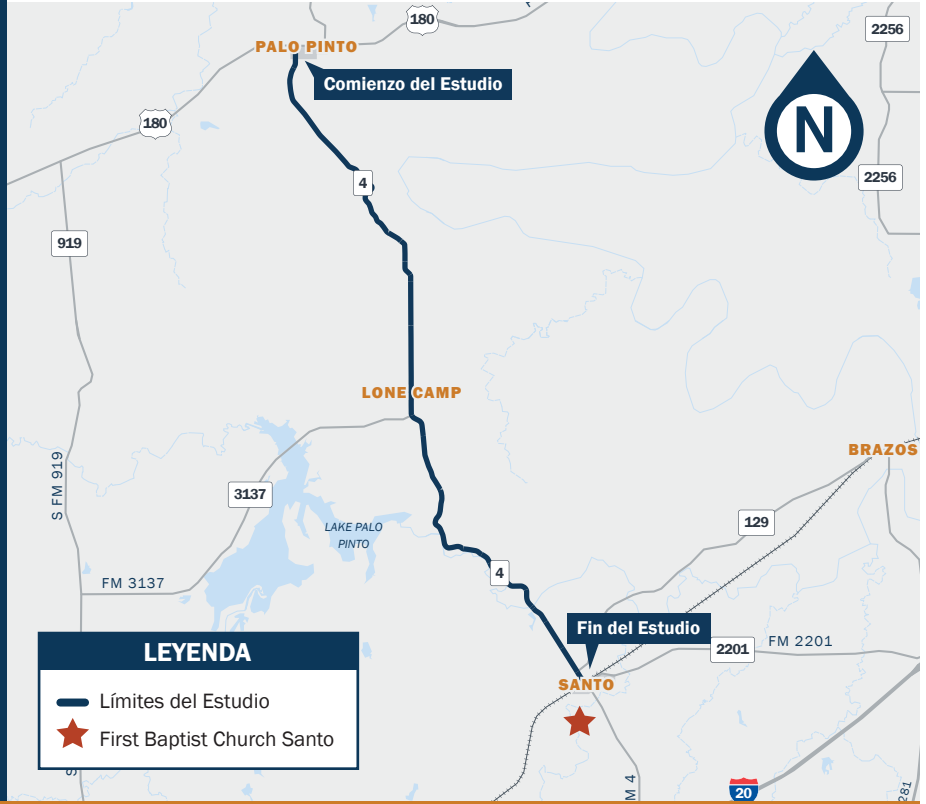 180
2256
PALO PINTO
Comienzo del Estudio
180
N
4
2256
919
LONE CAMP
BRAZOS
S FM 919
3137
129
LAKE PALO
PINTO
4
FM 3137
Fin del Estudio
2201
FM 2201
SANTO
LEYENDA
Límites del Estudio
First Baptist Church Santo
S
M 4
20
281